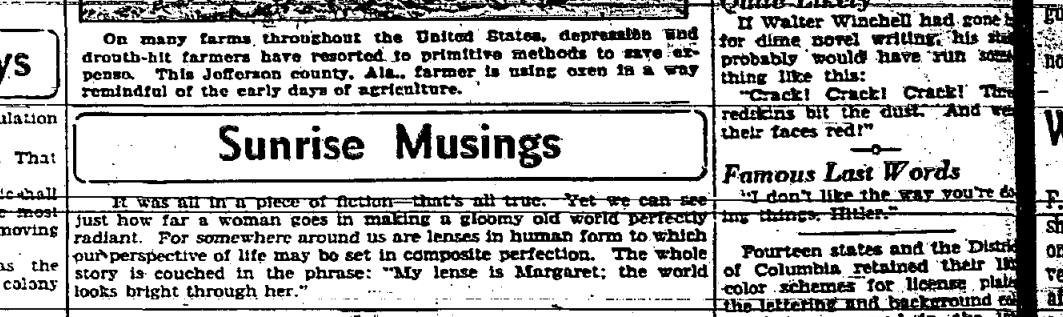 ys
ulation
That
most
moving
as the
colony
On many farms throughout the United States, depression and
drouth-hit farmers have resorted to primitive methods to save ex-
pense. This Jefferson county, Ala., farmer is using oxen in a way
remindful of the early days of agriculture.
Sunrise Musings
It was all in a piece of fiction—that's all true. Yet we can see
just how far a woman goes in making a gloomy old world perfectly
radiant. For somewhere around us are lenses in human form to which
our perspective of life may be set in composite perfection. The whole
story is couched in the phrase: "My lense is Margaret; the world
looks bright through her."
Quite Likely
If Walter Winchell had gone
for dime novel writing, his
probably would have run
thing like this:
"Crack! Crack! Crack!
redskins bit the dust. And
their faces red!"
Famous Last Words
"I don't like the way you're
ing things, Hitler."
Fourteen states and the
of Columbia retained their
color schemes for license
the lettering and background
W